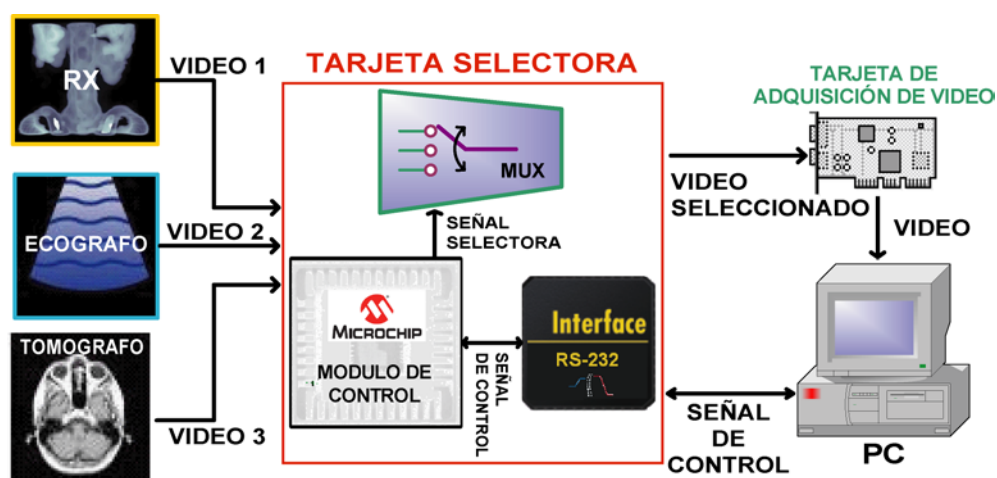 RX
VIDEO 1
ECOGRAFO
VIDEO 2
TOMOGRAFO
VIDEO 3
TARJETA SELECTORA
MUX
SEÑAL
SELECTORA
MICROCHIP
MODULO DE
CONTROL
SEÑAL
DE CONTROL
Interface
RS-232
TARJETA DE
ADQUISICIÓN DE VIDEO
VIDEO
SELECCIONADO
VIDEO
SEÑAL
DE
CONTROL
PC